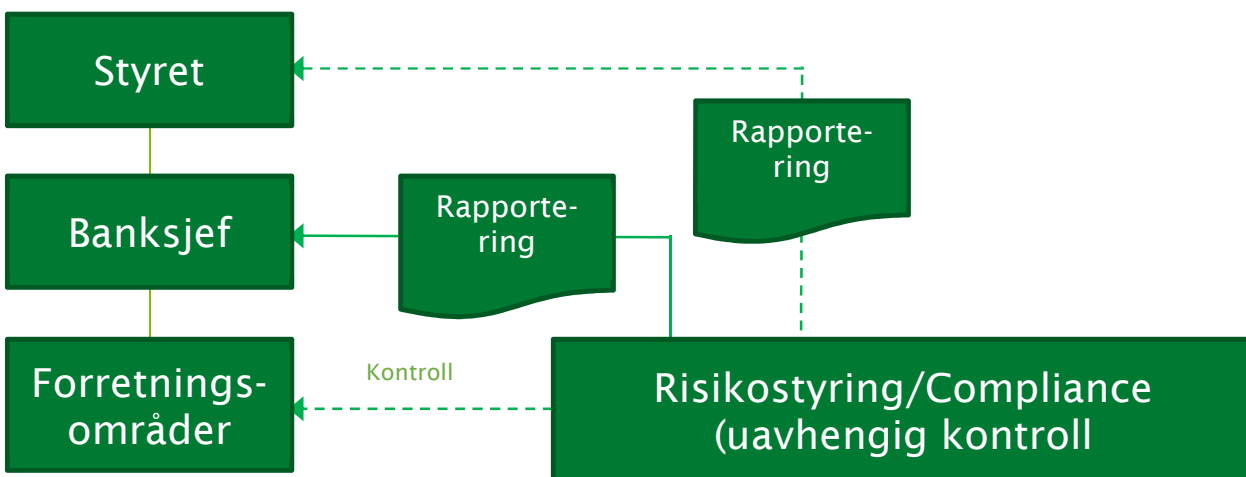 Styret
Rapporte-
ring
Banksjef
Rapporte-
ring
Forretnings-
områder
Kontroll
Risikostyring/Compliance
(uavhengig kontroll